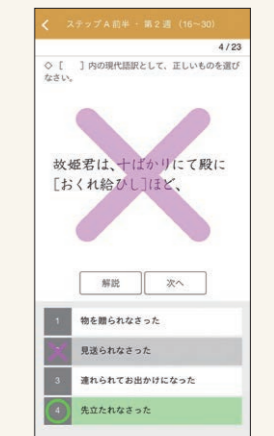 ステップA前半・第2週（16～30）
4/23
◇［　　］内の現代語訳として、正しいものを選び
なさい。
故姫君は、十ばかりにて殿に
［おくれ給ひし］ほど、
解説
次へ
1 物を贈られなさった
見送られなさった
3 連れられてお出かけになった
4 先立たれなさった